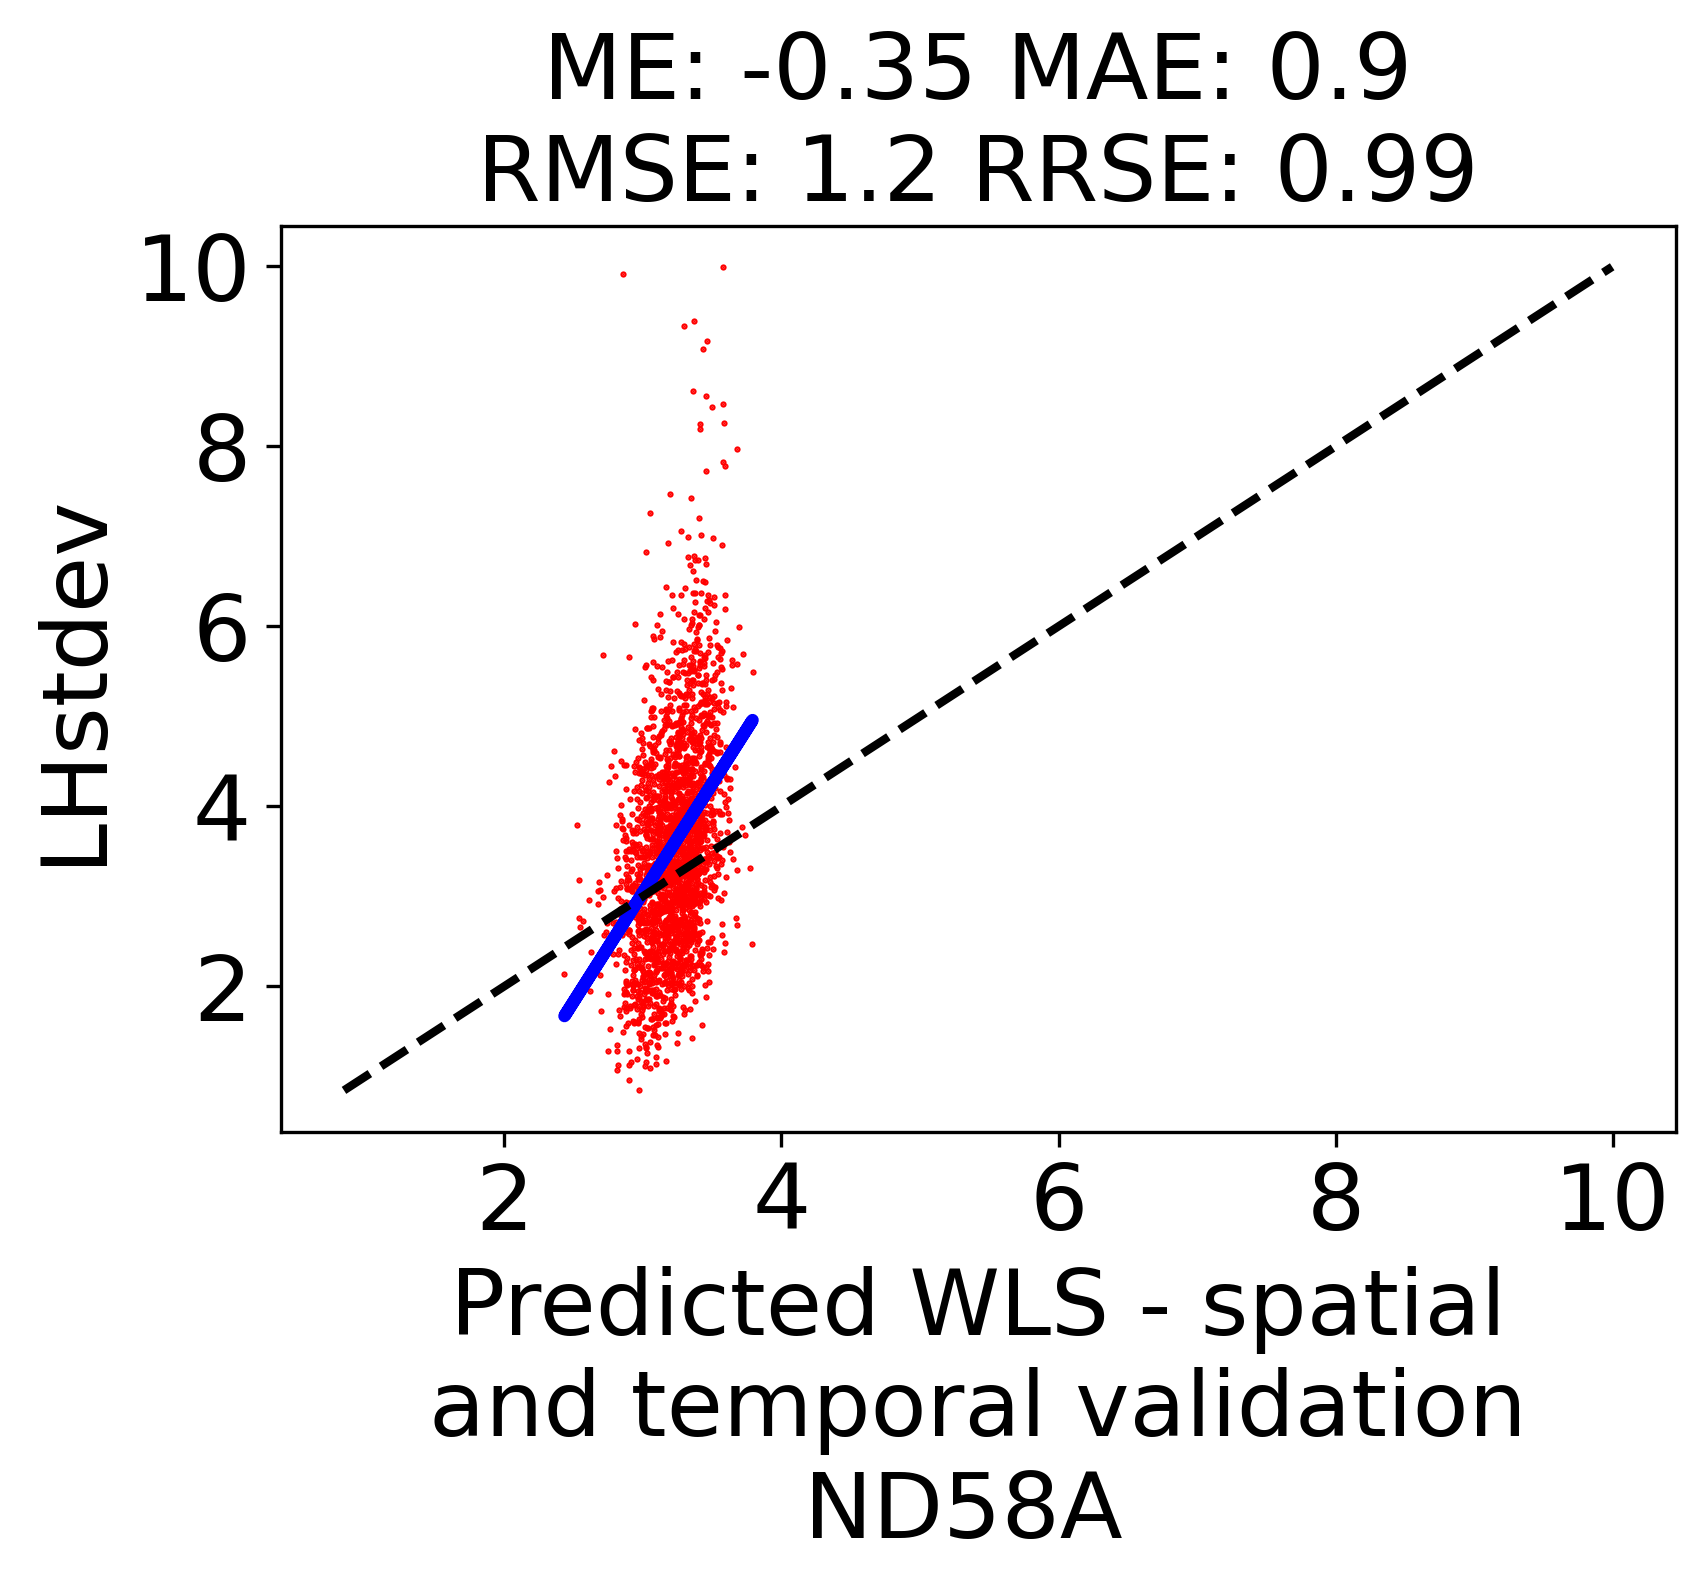 ME: -0.35 MAE: 0.9
RMSE: 1.2 RRSE: 0.99
10
8
6
4
2
LHstdev
2 4 6 8 10
Predicted WLS - spatial
and temporal validation
ND58A